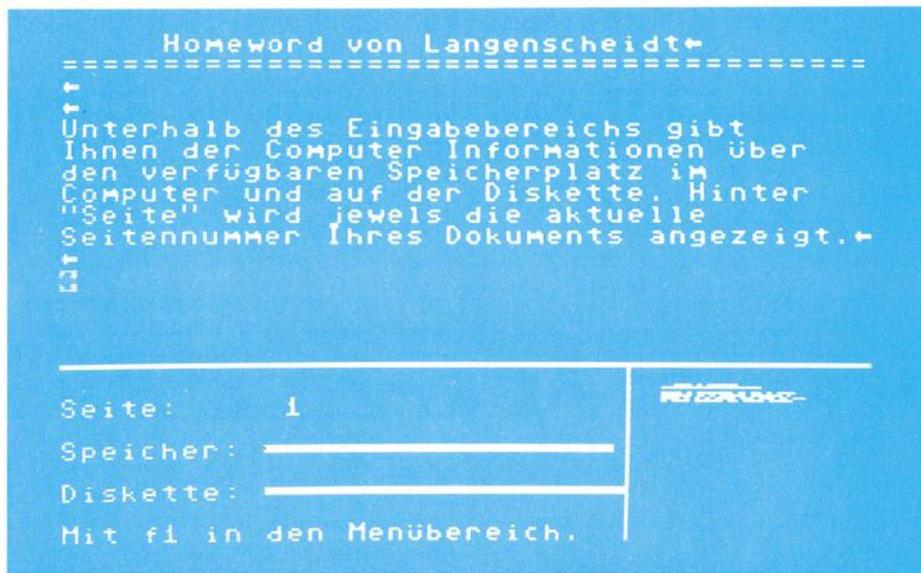 Homeword von Langenscheidt←
========================================
←
←
Unterhalb des Eingabebereichs gibt
Ihnen der Computer Informationen über
den verfügbaren Speicherplatz im
Computer und auf der Diskette. Hinter
"Seite" wird jewels die aktuelle
Seitennummer Ihres Dokuments angezeigt.←
←
Seite: 1
Speicher:
Diskette:
Mit f1 in den Menübereich.